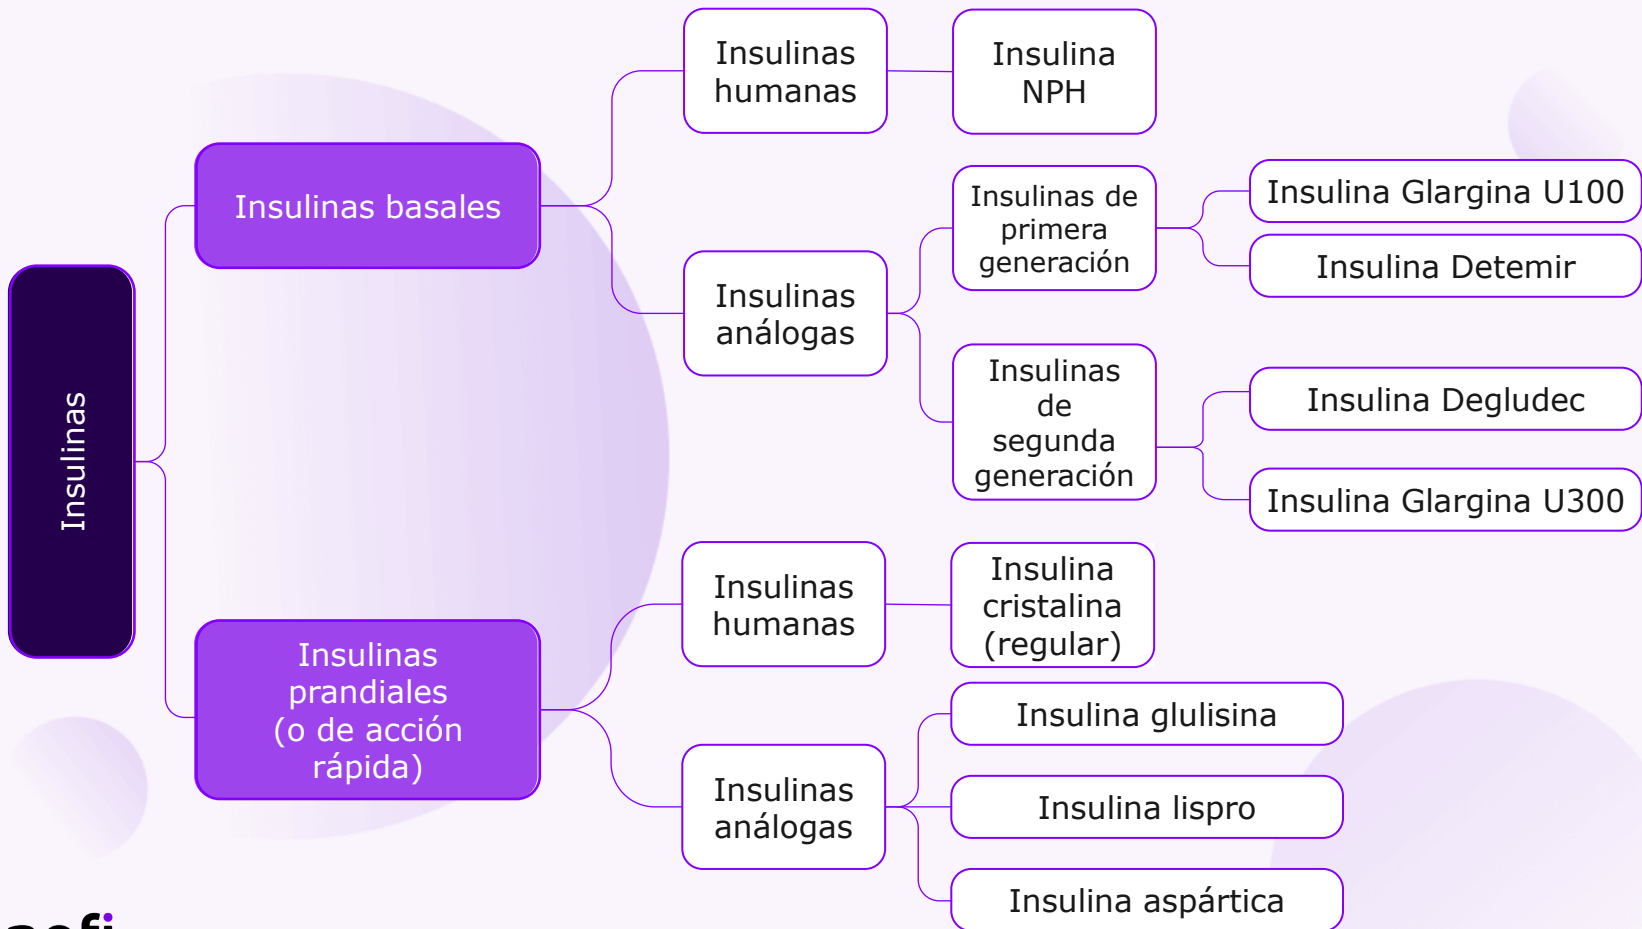 Insulinas
Insulinas basales
Insulinas
humanas
Insulina
NPH
Insulinas
análogas
Insulinas de
primera
generación
Insulina Glargina U100
Insulina Detemir
Insulinas
de
segunda
generación
Insulina Degludec
Insulina Glargina U300
Insulinas
prandiales
(o de acción
rápida)
Insulinas
humanas
Insulina
cristalina
(regular)
Insulinas
análogas
Insulina glulisina
Insulina lispro
Insulina aspártica